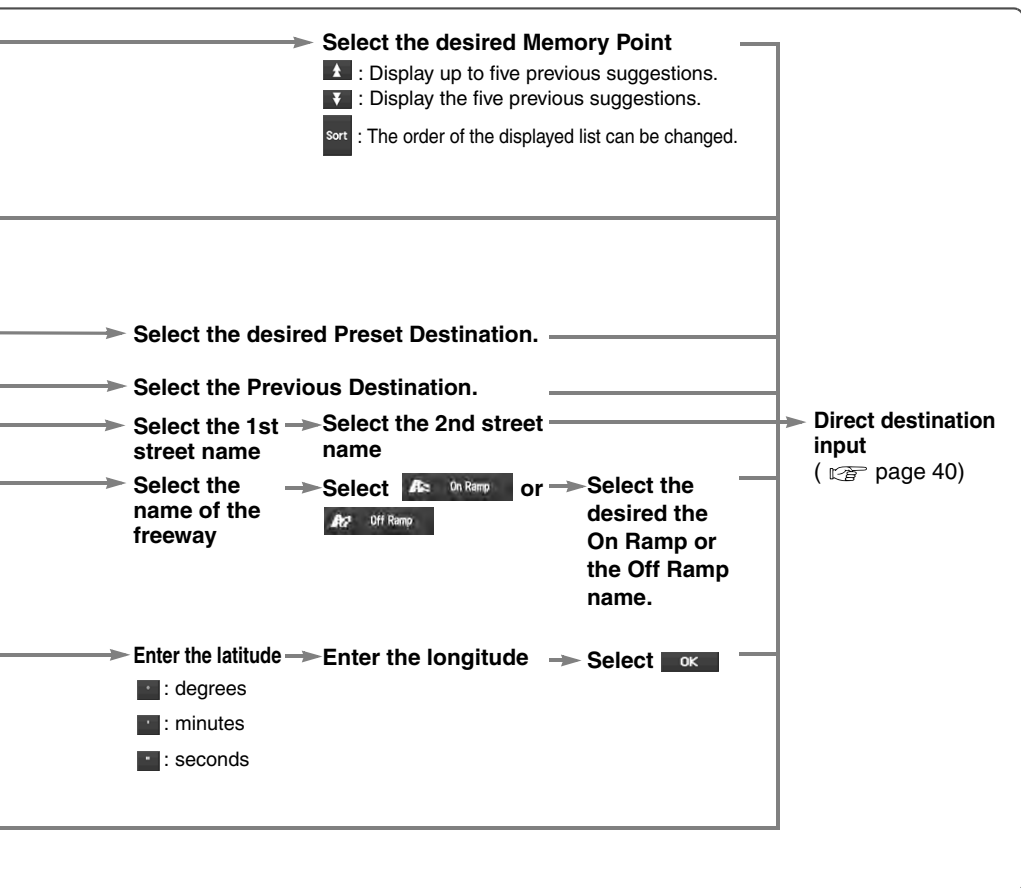 Select the desired Memory Point
: Display up to five previous suggestions.
: Display the five previous suggestions.
Sort : The order of the displayed list can be changed.
Select the desired Preset Destination.
Select the Previous Destination.
Select the 1st
street name
Select the 2nd street
name
Direct destination
input
( page 40)
Select the
name of the
freeway
Select On Ramp or
Off Ramp
Select the
desired the
On Ramp or
the Off Ramp
name.
Enter the latitude
° : degrees
' : minutes
" : seconds
Enter the longitude
Select OK